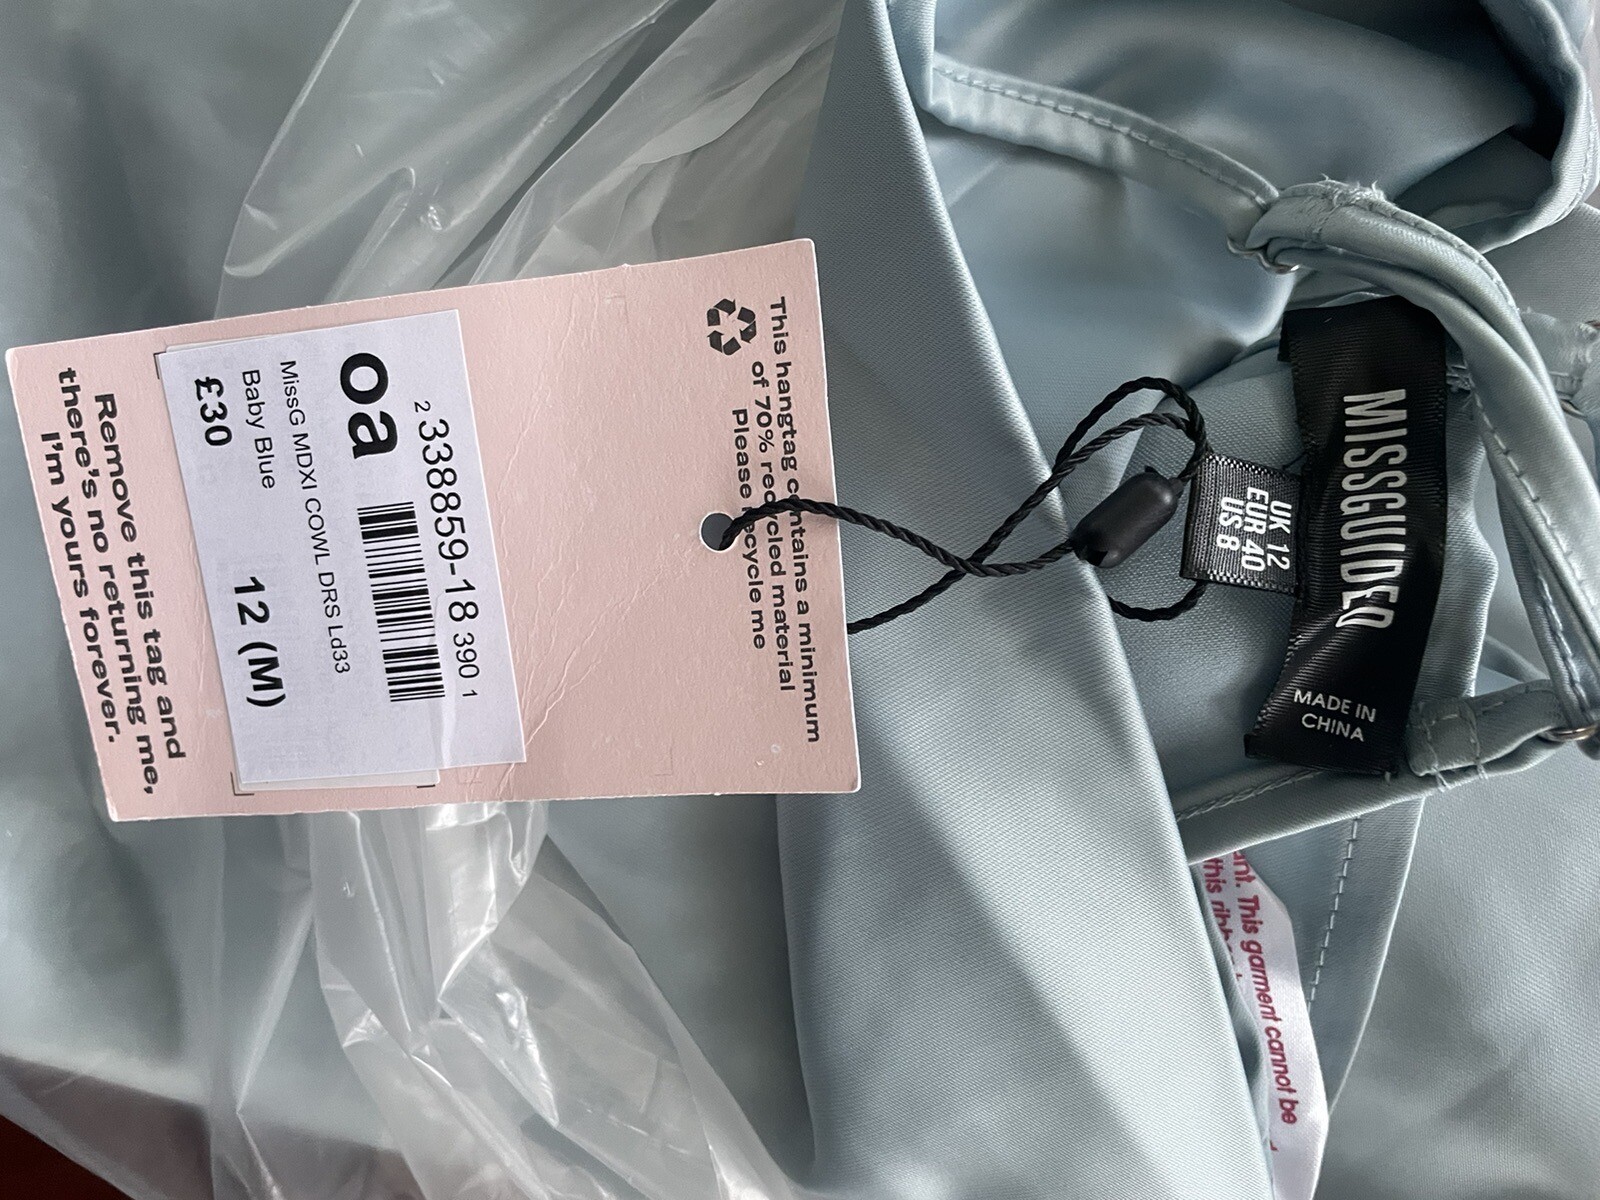 This hangtag contains a minimum
of 70% recycled material
Please recycle me
2 338859-18 390 1
oa
MissG MDXI COWL DRS Ld33
Baby Blue
12 (M)
£30
Remove this tag and
there's no returning me,
I'm yours forever.
MISSGUIDED
MADE IN
CHINA
UK 12
EUR 40
US 8
This garment cannot be
this